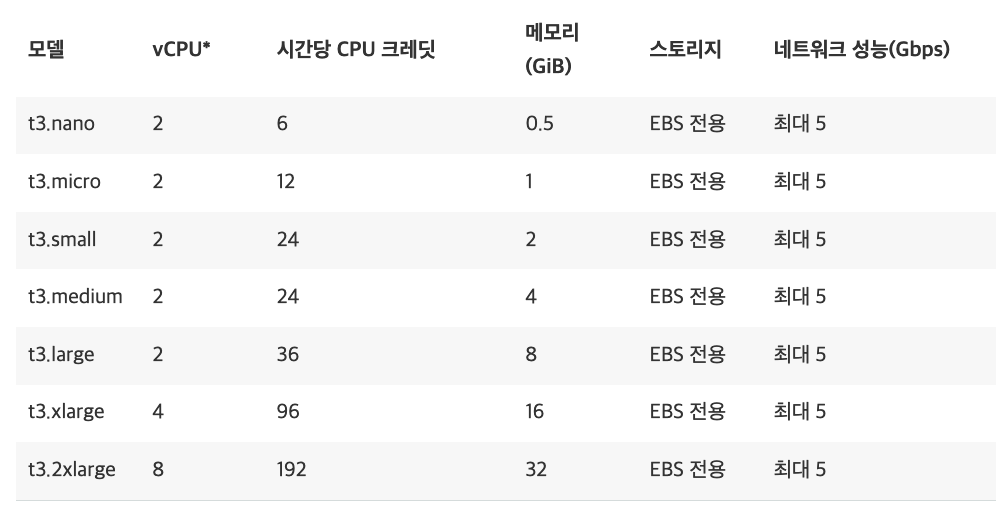 모델 vCPU* 시간당 CPU 크레딧 메모리 (GiB) 스토리지 네트워크 성능(Gbps)
t3.nano 2 6 0.5 EBS 전용 최대 5
t3.micro 2 12 1 EBS 전용 최대 5
t3.small 2 24 2 EBS 전용 최대 5
t3.medium 2 24 4 EBS 전용 최대 5
t3.large 2 36 8 EBS 전용 최대 5
t3.xlarge 4 96 16 EBS 전용 최대 5
t3.2xlarge 8 192 32 EBS 전용 최대 5